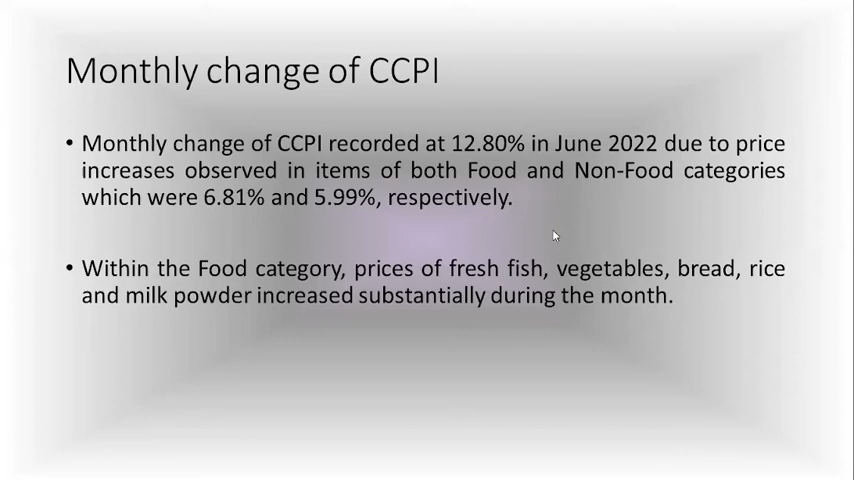 Monthly change of CCPI
• Monthly change of CCPI recorded at 12.80% in June 2022 due to price
increases observed in items of both Food and Non-Food categories
which were 6.81% and 5.99%, respectively.
• Within the Food category, prices of fresh fish, vegetables, bread, rice
and milk powder increased substantially during the month.